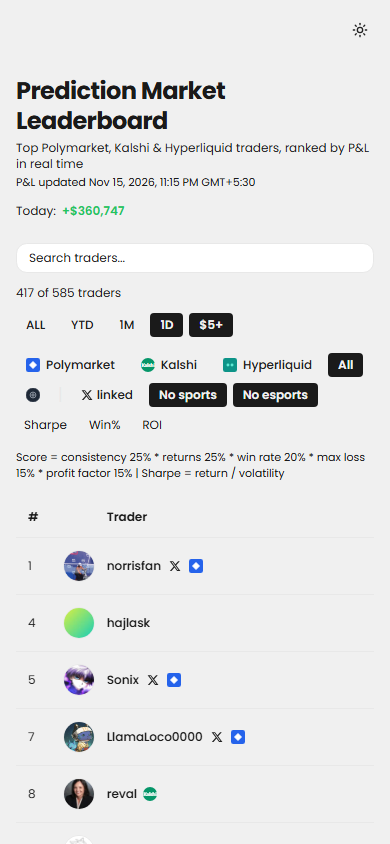 Prediction Market
Leaderboard
Top Polymarket, Kalshi & Hyperliquid traders, ranked by P&L
in real time
P&L updated Nov 15, 2026, 11:15 PM GMT+5:30
Today: +$360,747
Search traders...
417 of 585 traders
ALL YTD 1M 1D $5+
Polymarket Kalshi Kalshi Hyperliquid All
X linked No sports No esports
Sharpe Win% ROI
Score = consistency 25% * returns 25% * win rate 20% * max loss
15% * profit factor 15% | Sharpe = return / volatility
# Trader
1 norrisfan X
4 hajlask
5 Sonix X
7 LlamaLoco0000 X
8 reval Kalshi